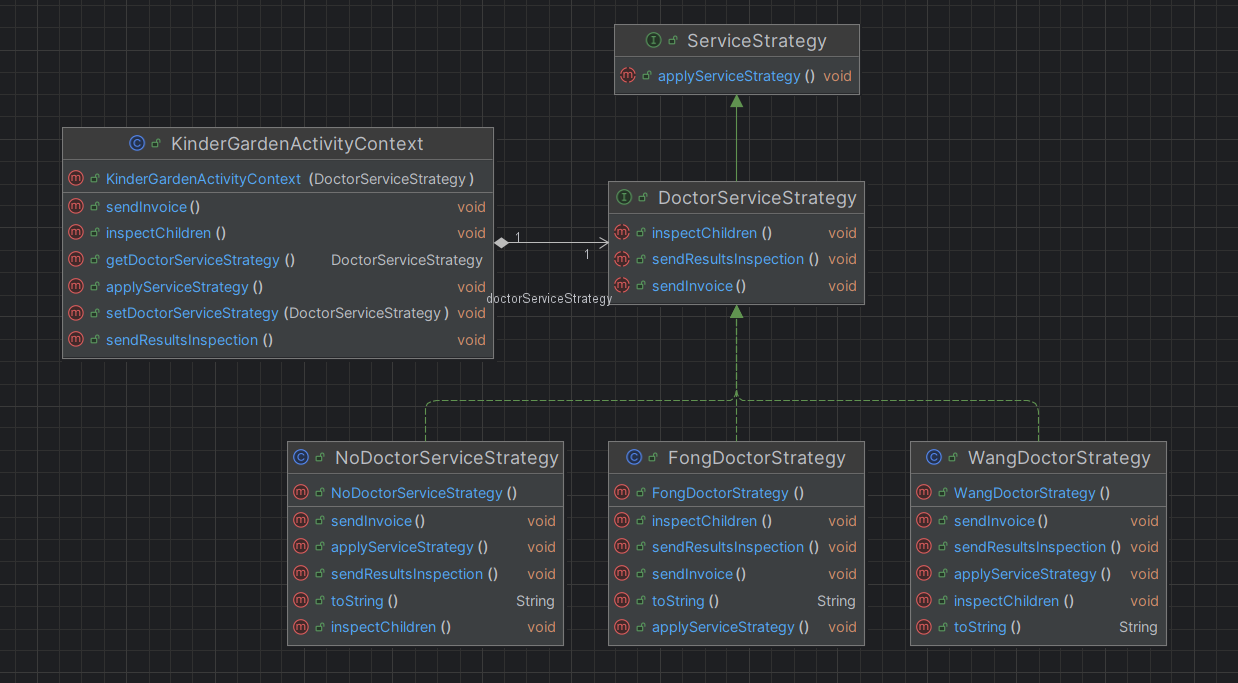 ServiceStrategy
applyServiceStrategy () void
KinderGardenActivityContext
KinderGardenActivityContext (DoctorServiceStrategy)
sendInvoice () void
inspectChildren () void
getDoctorServiceStrategy () DoctorServiceStrategy
applyServiceStrategy () void
setDoctorServiceStrategy (DoctorServiceStrategy) void
sendResultsInspection () void
1
1
doctorServiceStrategy
DoctorServiceStrategy
inspectChildren () void
sendResultsInspection () void
sendInvoice () void
NoDoctorServiceStrategy
NoDoctorServiceStrategy ()
sendInvoice () void
applyServiceStrategy () void
sendResultsInspection () void
toString () String
inspectChildren () void
FongDoctorStrategy
FongDoctorStrategy ()
inspectChildren () void
sendResultsInspection () void
sendInvoice () void
toString () String
applyServiceStrategy () void
WangDoctorStrategy
WangDoctorStrategy ()
sendInvoice () void
sendResultsInspection () void
applyServiceStrategy () void
inspectChildren () void
toString () String